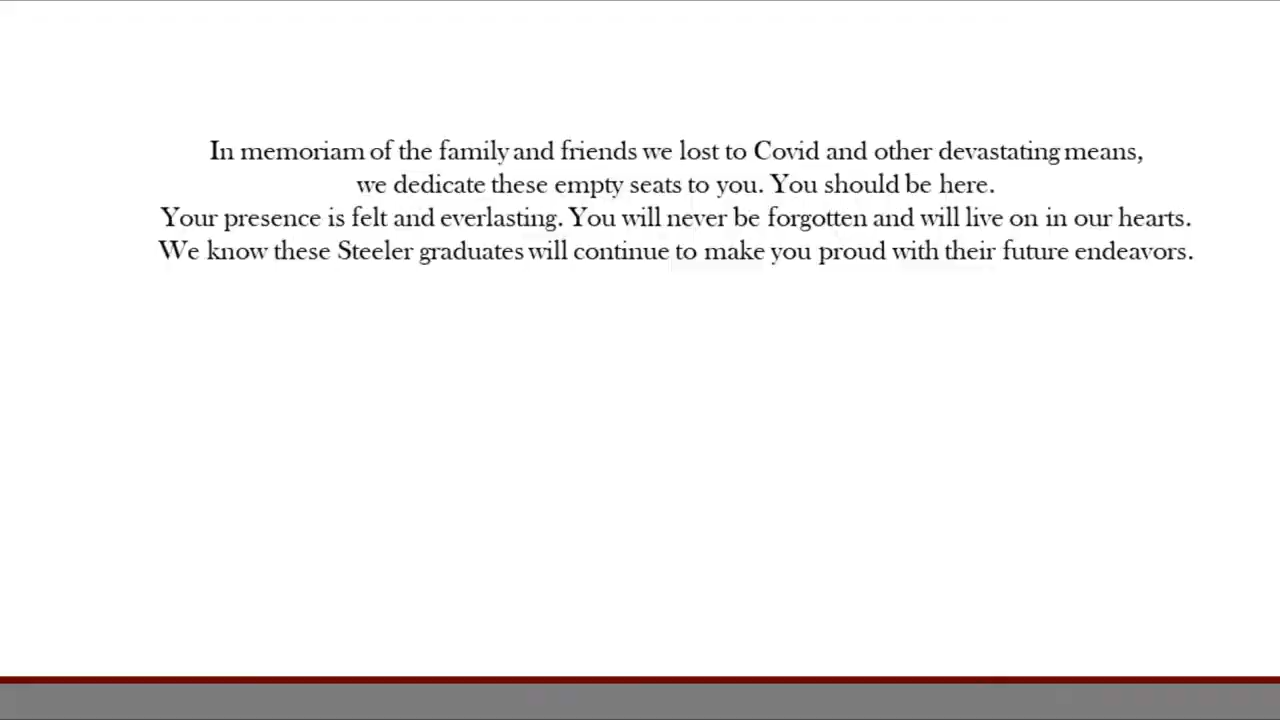 In memoriam of the family and friends we lost to Covid and other devastating means,
we dedicate these empty seats to you. You should be here.
Your presence is felt and everlasting. You will never be forgotten and will live on in our hearts.
We know these Steeler graduates will continue to make you proud with their future endeavors.